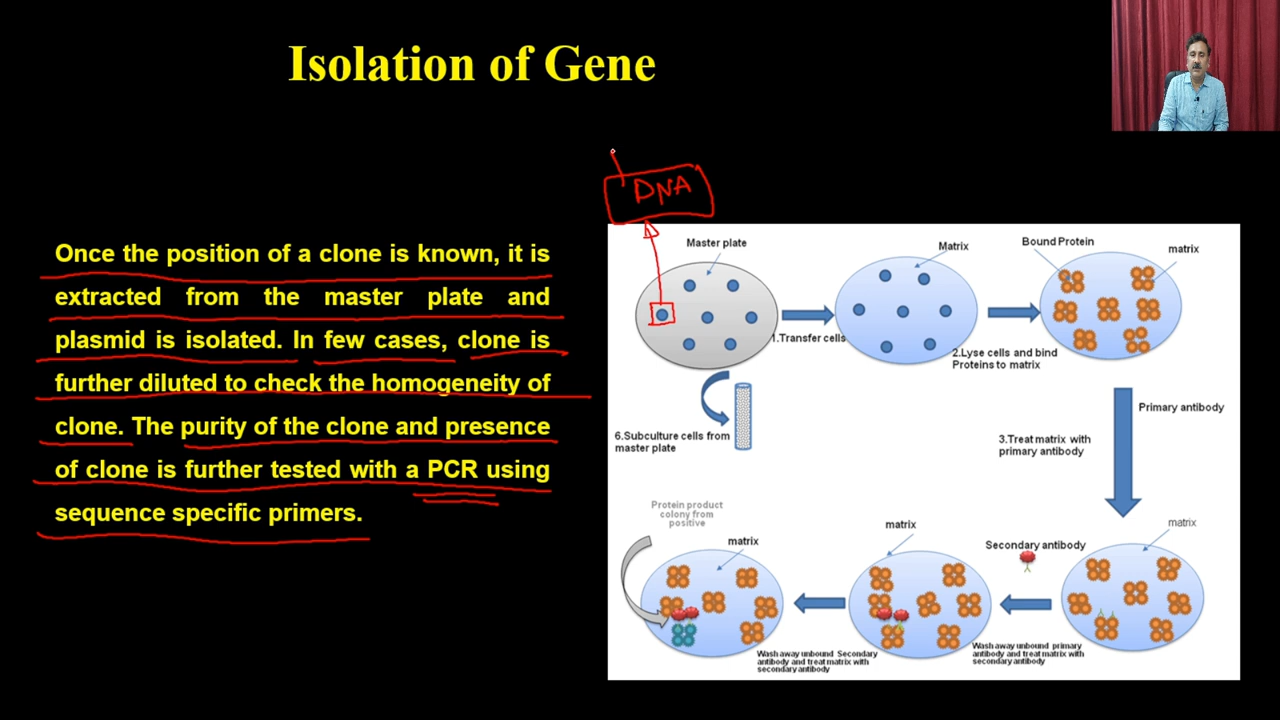 Isolation of Gene
DNA
Once the position of a clone is known, it is
extracted from the master plate and
plasmid is isolated. In few cases, clone is
further diluted to check the homogeneity of
clone. The purity of the clone and presence
of clone is further tested with a PCR using
sequence specific primers.
Master plate
Matrix
Bound Protein
matrix
1.Transfer cells
2.Lyse cells and bind
Proteins to matrix
Primary antibody
3.Treat matrix with
primary antibody
6.Subculture cells from
master plate
Protein product
colony from
positive
matrix
matrix
Secondary antibody
matrix
Wash away unbound Secondary
antibody and treat matrix with
secondary antibody
Wash away unbound primary
antibody and treat matrix with
secondary antibody